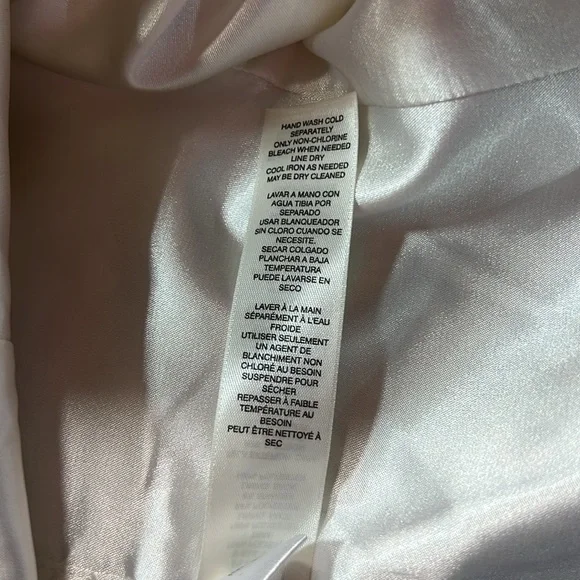 HAND WASH COLD
SEPARATELY
ONLY NON-CHLORINE
BLEACH WHEN NEEDED
LINE DRY
COOL IRON AS NEEDED
MAY BE DRY CLEANED
LAVAR A MANO CON
AGUA TIBIA POR
SEPARADO
USAR BLANQUEADOR
SIN CLORO CUANDO SE
NECESITE.
SECAR COLGADO
PLANCHAR A BAJA
TEMPERATURA
PUEDE LAVARSE EN
SECO
LAVER À LA MAIN
SÉPARÉMENT À L'EAU
FROIDE
UTILISER SEULEMENT
UN AGENT DE
BLANCHIMENT NON
CHLORÉ AU BESOIN
SUSPENDRE POUR
SÉCHER
REPASSER À FAIBLE
TEMPÉRATURE AU
BESOIN
PEUT ÊTRE NETTOYÉ À
SEC